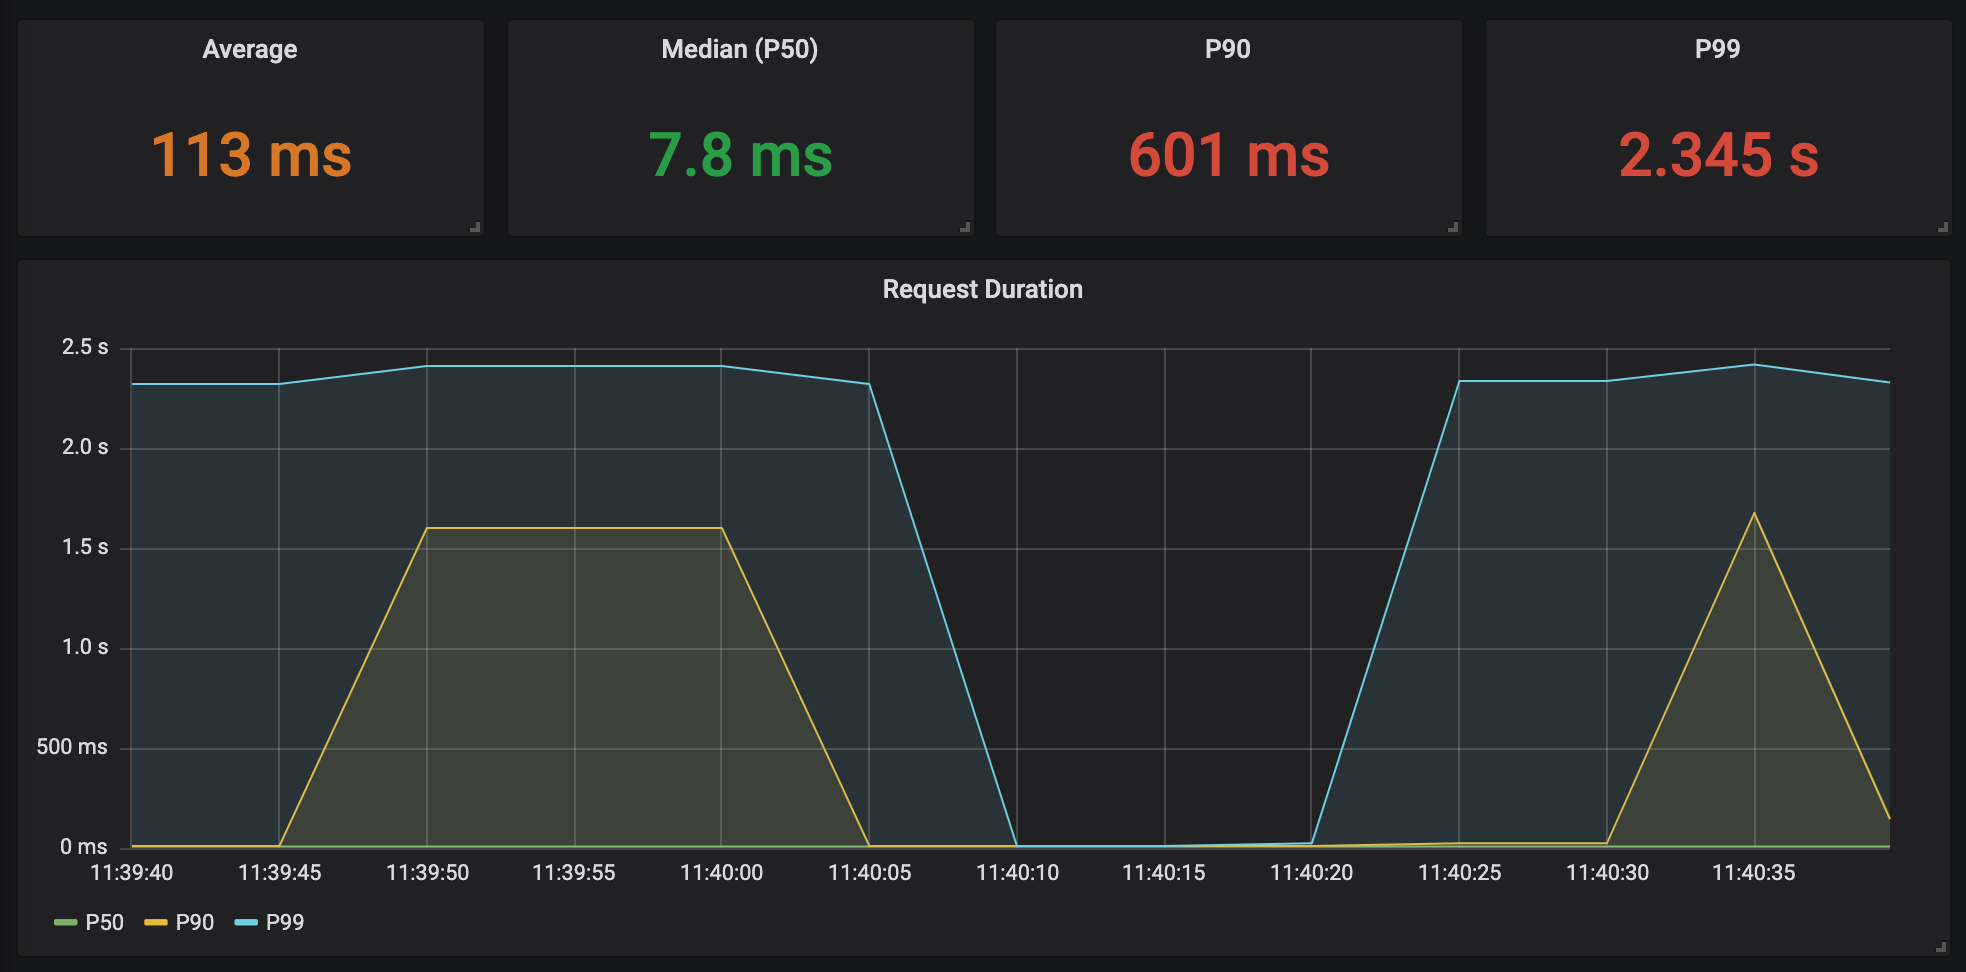 Average
Median (P50)
P90
P99
113 ms
7.8 ms
601 ms
2.345 s
Request Duration
2.5 s
2.0 s
1.5 s
1.0 s
500 ms
0 ms
11:39:40
11:39:45
11:39:50
11:39:55
11:40:00
11:40:05
11:40:10
11:40:15
11:40:20
11:40:25
11:40:30
11:40:35
P50
P90
P99